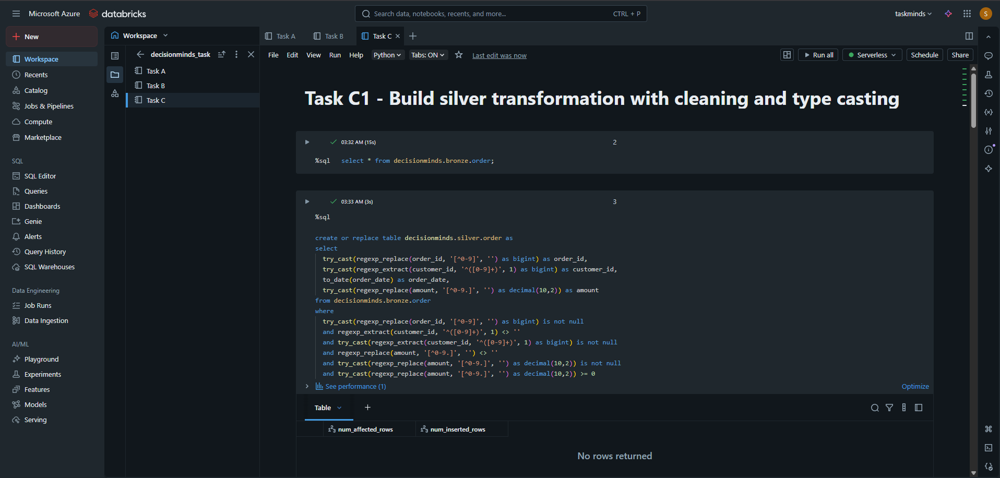 Microsoft Azure
databricks
Search data, notebooks, recents, and more...
CTRL + P
taskminds
S
New
Workspace
Recents
Catalog
Jobs & Pipelines
Compute
Marketplace
SQL
SQL Editor
Queries
Dashboards
Genie
Alerts
Query History
SQL Warehouses
Data Engineering
Job Runs
Data Ingestion
AI/ML
Playground
Experiments
Features
Models
Serving
Workspace
decisionminds_task
Task A
Task B
Task C
Task A
Task B
Task C
File Edit View Run Help Python Tabs: ON Last edit was now
Run all
Serverless
Schedule
Share
Task C1 - Build silver transformation with cleaning and type casting
03:32 AM (15s)
2
%sql select * from decisionminds.bronze.order;
03:33 AM (3s)
3
%sql
create or replace table decisionminds.silver.order as
select
try_cast(regexp_replace(order_id, '[^0-9]', '') as bigint) as order_id,
try_cast(regexp_extract(customer_id, '^([0-9]+)', 1) as bigint) as customer_id,
to_date(order_date) as order_date,
try_cast(regexp_replace(amount, '[^0-9.]', '') as decimal(10,2)) as amount
from decisionminds.bronze.order
where
try_cast(regexp_replace(order_id, '[^0-9]', '') as bigint) is not null
and regexp_extract(customer_id, '^([0-9]+)', 1) <> ''
and try_cast(regexp_extract(customer_id, '^([0-9]+)', 1) as bigint) is not null
and regexp_replace(amount, '[^0-9.]', '') <> ''
and try_cast(regexp_replace(amount, '[^0-9.]', '') as decimal(10,2)) is not null
and try_cast(regexp_replace(amount, '[^0-9.]', '') as decimal(10,2)) >= 0
See performance (1)
Optimize
Table
num_affected_rows
num_inserted_rows
No rows returned